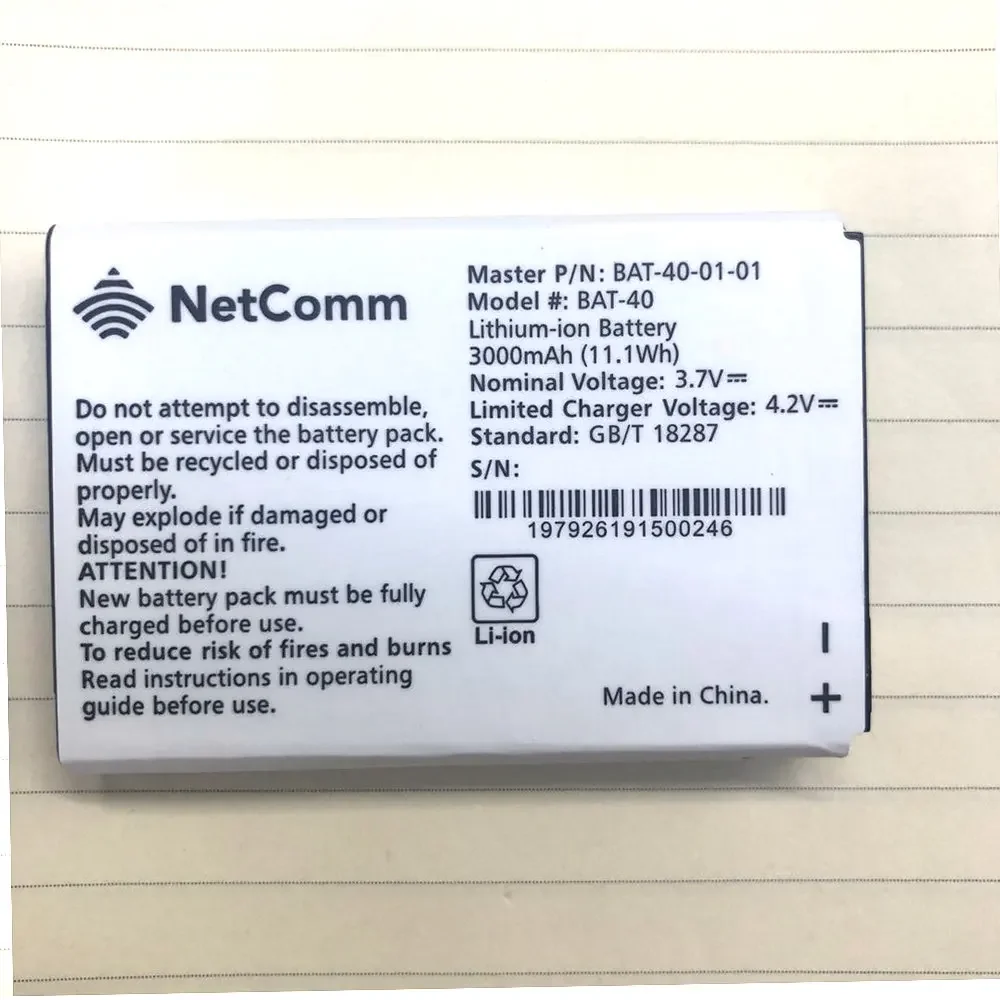 NetComm
Do not attempt to disassemble,
open or service the battery pack.
Must be recycled or disposed of
properly.
May explode if damaged or
disposed of in fire.
ATTENTION!
New battery pack must be fully
charged before use.
To reduce risk of fires and burns
Read instructions in operating
guide before use.
Master P/N: BAT-40-01-01
Model #: BAT-40
Lithium-ion Battery
3000mAh (11.1Wh)
Nominal Voltage: 3.7V⎓
Limited Charger Voltage: 4.2V⎓
Standard: GB/T 18287
S/N:
197926191500246
Li-ion
Made in China.
−
+